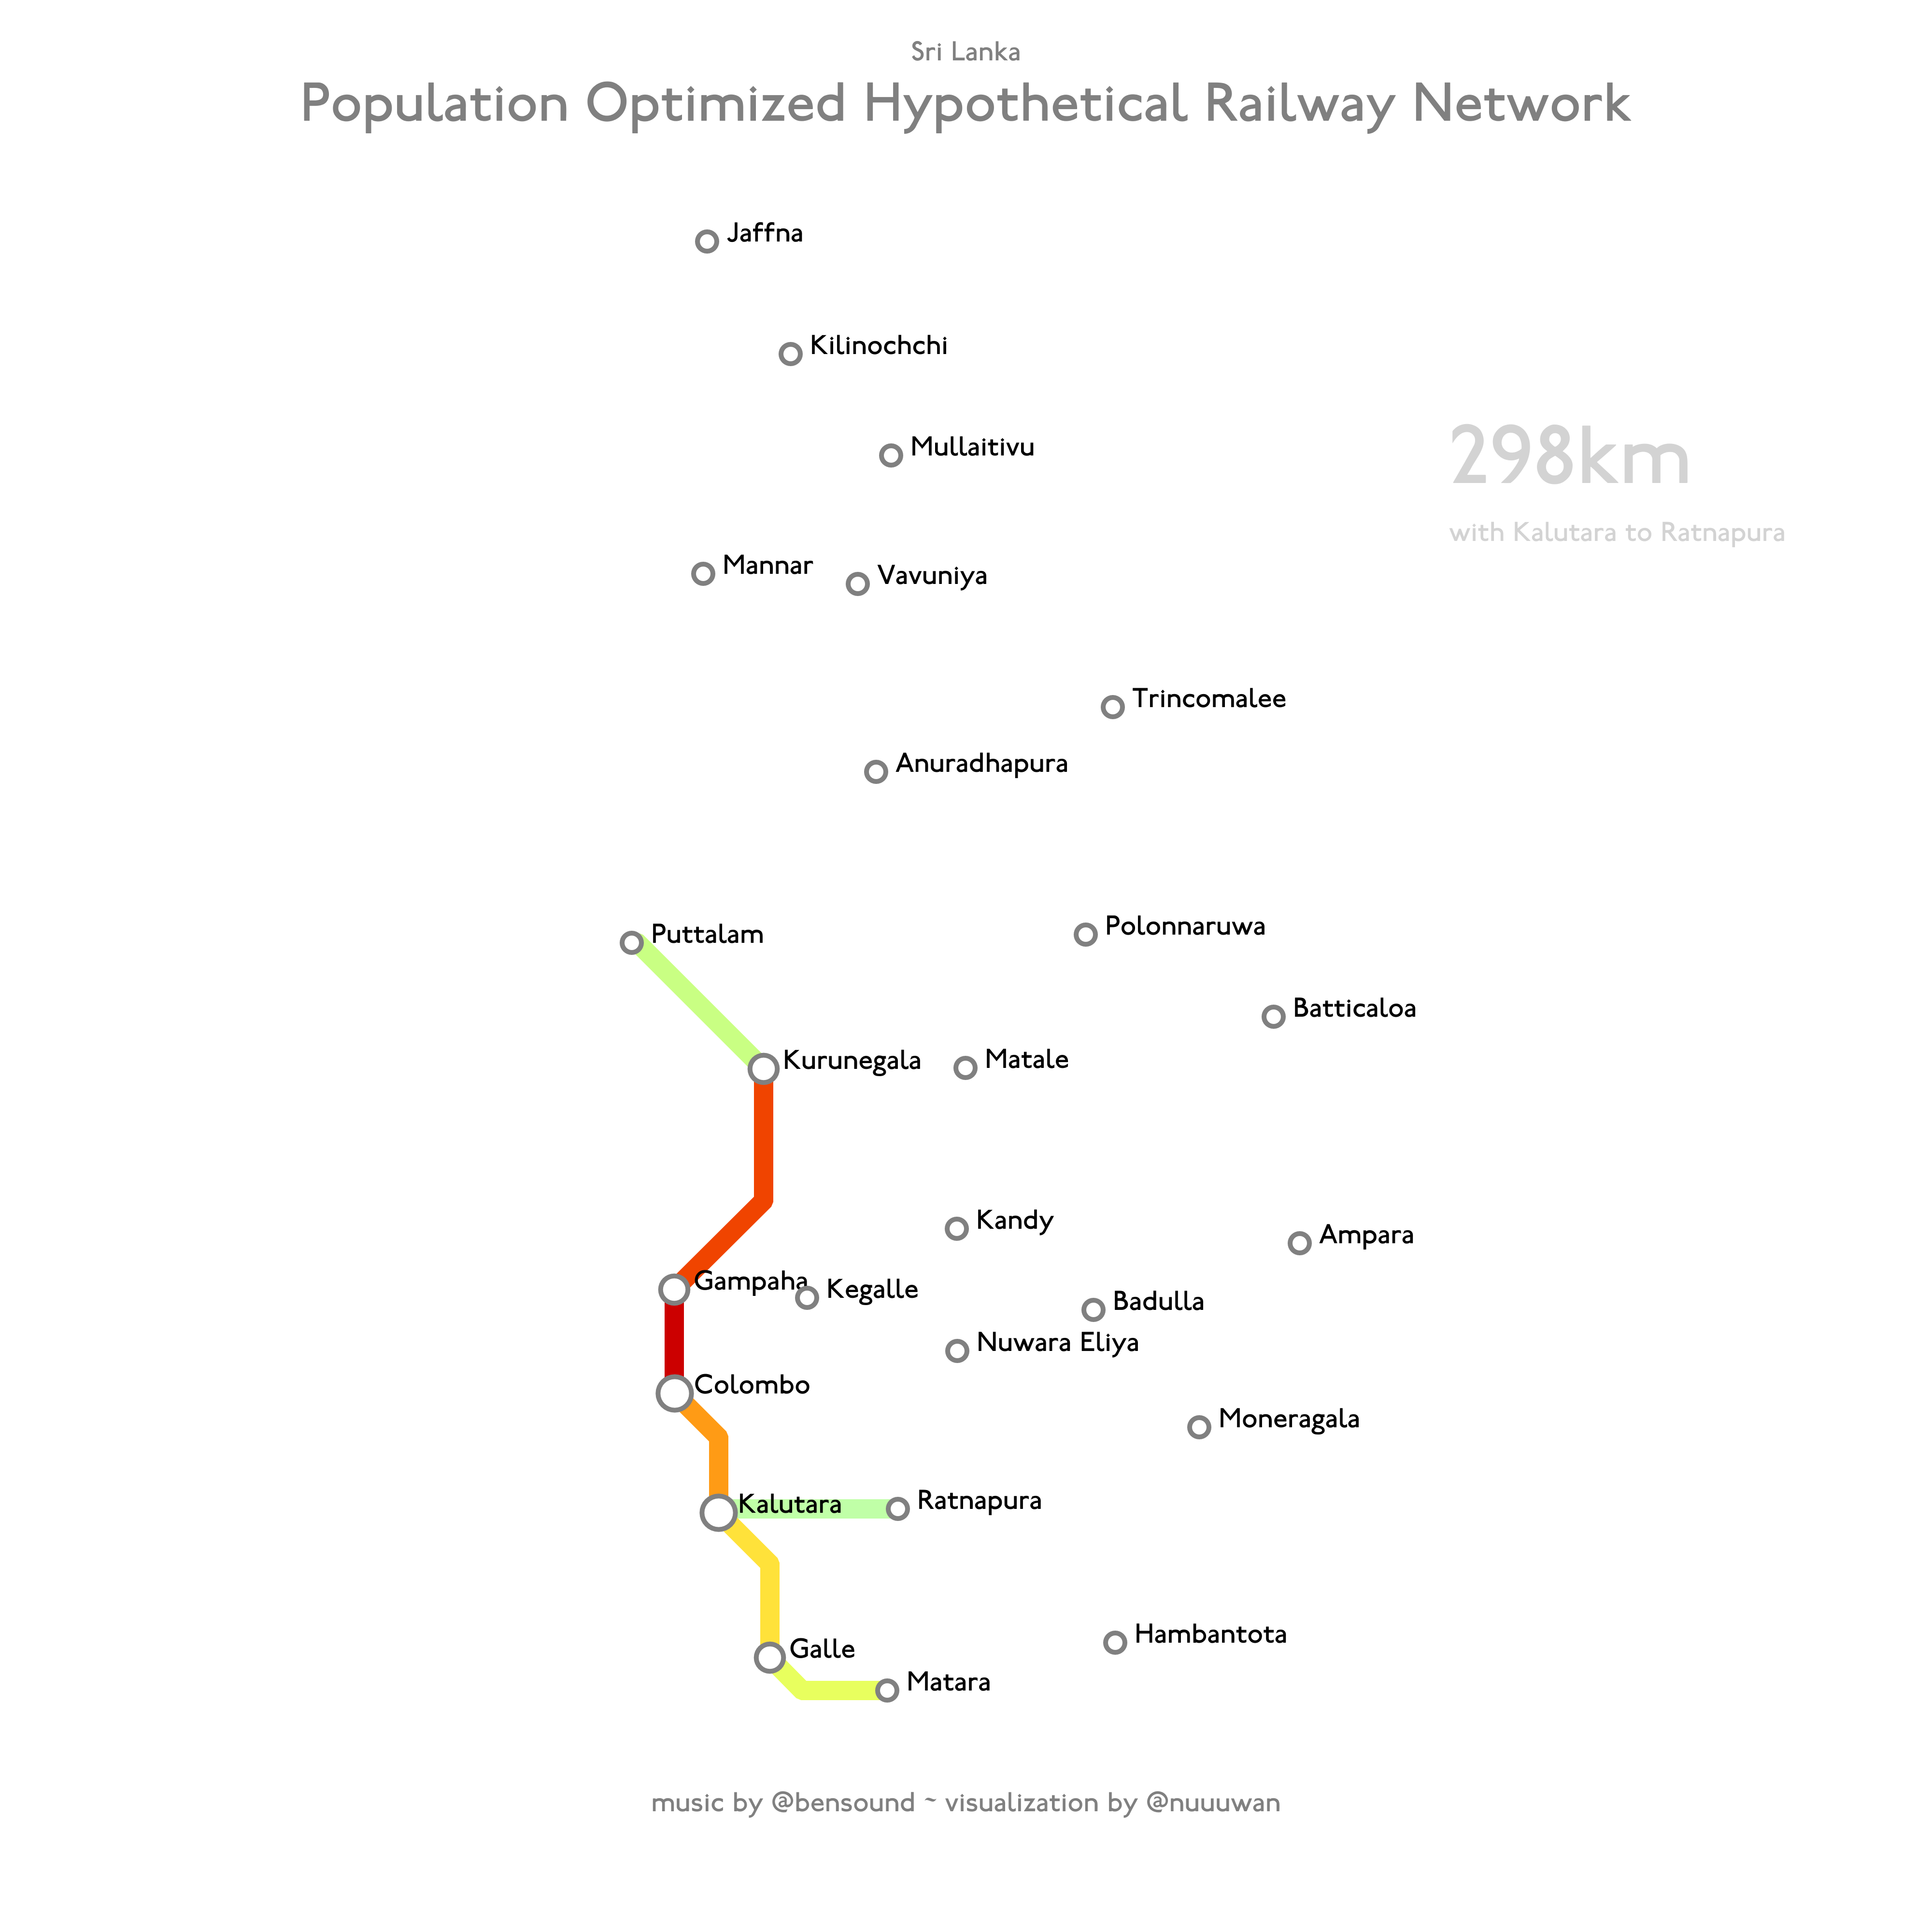 Sri Lanka
Population Optimized Hypothetical Railway Network
Jaffna
Kilinochchi
298km
Mullaitivu
with Kalutara to Ratnapura
Mannar
Vavuniya
Trincomalee
Anuradhapura
Puttalam
Polonnaruwa
Batticaloa
Kurunegala
Matale
Kandy
Ampara
Gampaha
Kegalle
Badulla
Nuwara Eliya
Colombo
Moneragala
Kalutara
Ratnapura
Hambantota
Galle
Matara
music by @bensound ~ visualization by @nuuuwan